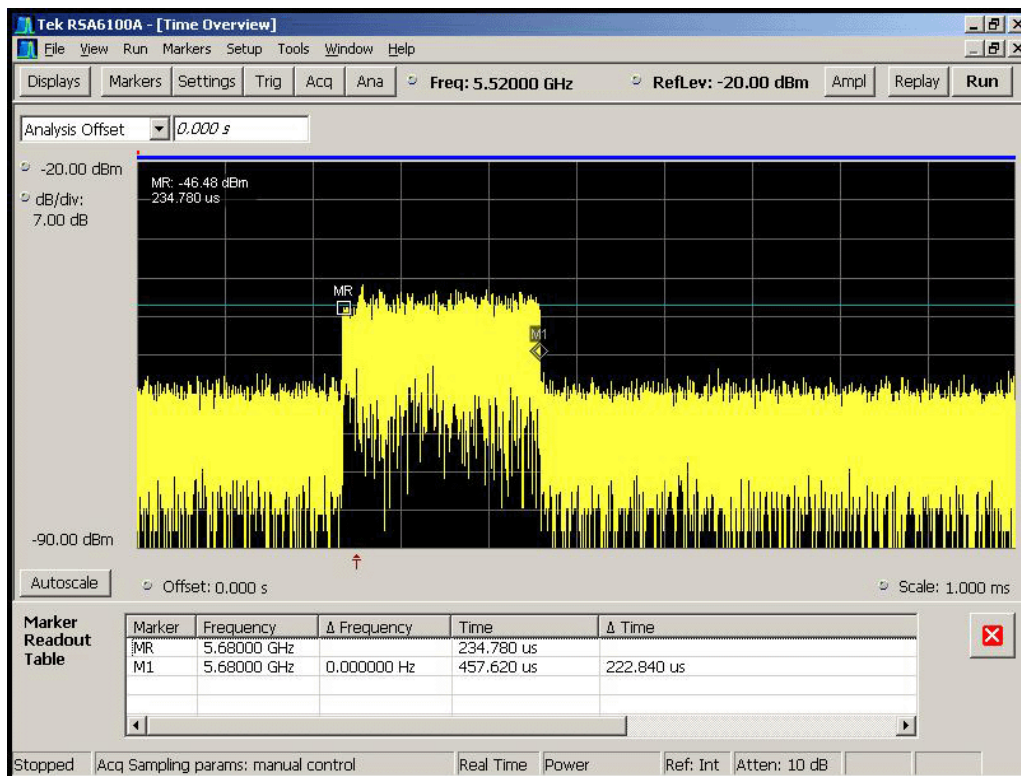 Tek RSA6100A - [Time Overview]
File View Run Markers Setup Tools Window Help
Displays Markers Settings Trig Acq Ana Freq: 5.52000 GHz RefLev: -20.00 dBm Ampl Replay Run
Analysis Offset 0.000 s
-20.00 dBm
dB/div:
7.00 dB
MR: -46.48 dBm
234.780 us
MR
M1
-90.00 dBm
Autoscale Offset: 0.000 s Scale: 1.000 ms
Marker Readout Table
Marker Frequency Δ Frequency Time Δ Time
MR 5.68000 GHz 234.780 us
M1 5.68000 GHz 0.000000 Hz 457.620 us 222.840 us
Stopped Acq Sampling params: manual control Real Time Power Ref: Int Atten: 10 dB